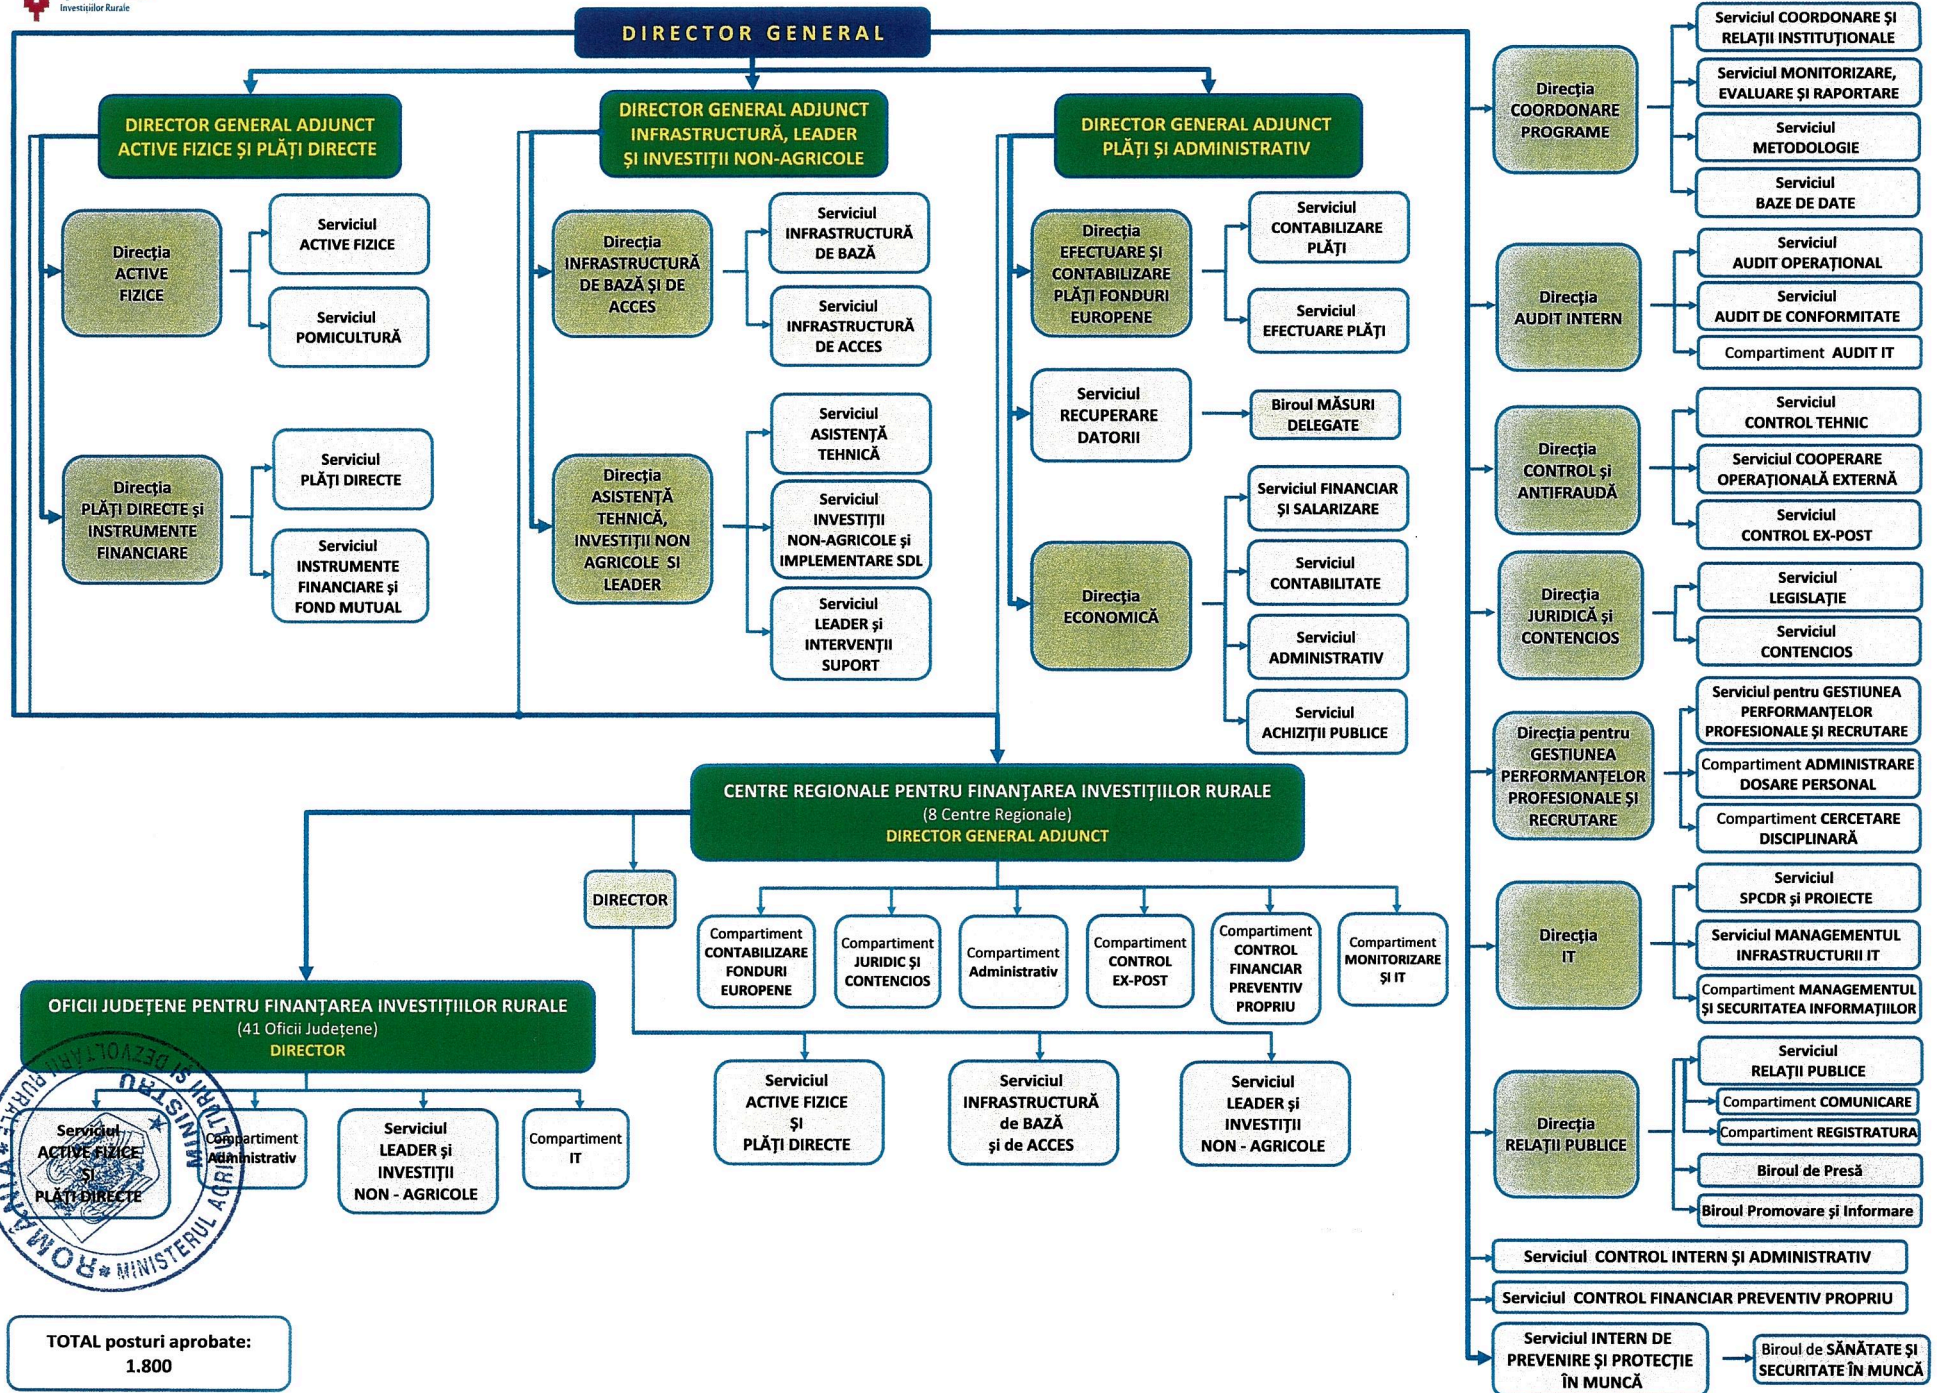 Investițiilor Rurale
DIRECTOR GENERAL
DIRECTOR GENERAL ADJUNCT
ACTIVE FIZICE ȘI PLĂȚI DIRECTE
DIRECTOR GENERAL ADJUNCT
INFRASTRUCTURĂ, LEADER
ȘI INVESTIȚII NON-AGRICOLE
DIRECTOR GENERAL ADJUNCT
PLĂȚI ȘI ADMINISTRATIV
Direcția
ACTIVE
FIZICE
Serviciul
ACTIVE FIZICE
Serviciul
POMICULTURĂ
Direcția
PLĂȚI DIRECTE și
INSTRUMENTE
FINANCIARE
Serviciul
PLĂȚI DIRECTE
Serviciul
INSTRUMENTE
FINANCIARE și
FOND MUTUAL
Direcția
INFRASTRUCTURĂ
DE BAZĂ ȘI DE
ACCES
Serviciul
INFRASTRUCTURĂ
DE BAZĂ
Serviciul
INFRASTRUCTURĂ
DE ACCES
Direcția
ASISTENȚĂ
TEHNICĂ,
INVESTIȚII NON
AGRICOLE SI
LEADER
Serviciul
ASISTENȚĂ
TEHNICĂ
Serviciul
INVESTIȚII
NON-AGRICOLE și
IMPLEMENTARE SDL
Serviciul
LEADER și
INTERVENȚII
SUPORT
Direcția
EFECTUARE ȘI
CONTABILIZARE
PLĂȚI FONDURI
EUROPENE
Serviciul
CONTABILIZARE
PLĂȚI
Serviciul
EFECTUARE PLĂȚI
Serviciul
RECUPERARE
DATORII
Biroul MĂSURI
DELEGATE
Direcția
ECONOMICĂ
Serviciul FINANCIAR
ȘI SALARIZARE
Serviciul
CONTABILITATE
Serviciul
ADMINISTRATIV
Serviciul
ACHIZIȚII PUBLICE
Direcția
COORDONARE
PROGRAME
Serviciul COORDONARE ȘI
RELAȚII INSTITUȚIONALE
Serviciul MONITORIZARE,
EVALUARE ȘI RAPORTARE
Serviciul
METODOLOGIE
Serviciul
BAZE DE DATE
Direcția
AUDIT INTERN
Serviciul
AUDIT OPERAȚIONAL
Serviciul
AUDIT DE CONFORMITATE
Compartiment AUDIT IT
Direcția
CONTROL și
ANTIFRAUDĂ
Serviciul
CONTROL TEHNIC
Serviciul COOPERARE
OPERAȚIONALĂ EXTERNĂ
Serviciul
CONTROL EX-POST
Direcția
JURIDICĂ și
CONTENCIOS
Serviciul
LEGISLAȚIE
Serviciul
CONTENCIOS
Direcția pentru
GESTIUNEA
PERFORMANȚELOR
PROFESIONALE ȘI
RECRUTARE
Serviciul pentru GESTIUNEA
PERFORMANȚELOR
PROFESIONALE ȘI RECRUTARE
Compartiment ADMINISTRARE
DOSARE PERSONAL
Compartiment CERCETARE
DISCIPLINARĂ
Direcția
IT
Serviciul
SPCDR și PROIECTE
Serviciul MANAGEMENTUL
INFRASTRUCTURII IT
Compartiment MANAGEMENTUL
ȘI SECURITATEA INFORMAȚIILOR
Direcția
RELAȚII PUBLICE
Serviciul
RELAȚII PUBLICE
Compartiment COMUNICARE
Compartiment REGISTRATURA
Biroul de Presă
Biroul Promovare și Informare
Serviciul CONTROL INTERN ȘI ADMINISTRATIV
Serviciul CONTROL FINANCIAR PREVENTIV PROPRIU
Serviciul INTERN DE
PREVENIRE ȘI PROTECȚIE
ÎN MUNCĂ
Biroul de SĂNĂTATE ȘI
SECURITATE ÎN MUNCĂ
CENTRE REGIONALE PENTRU FINANȚAREA INVESTIȚIILOR RURALE
(8 Centre Regionale)
DIRECTOR GENERAL ADJUNCT
DIRECTOR
Compartiment
CONTABILIZARE
FONDURI
EUROPENE
Compartiment
JURIDIC ȘI
CONTENCIOS
Compartiment
Administrativ
Compartiment
CONTROL
EX-POST
Compartiment
CONTROL
FINANCIAR
PREVENTIV
PROPRIU
Compartiment
MONITORIZARE
ȘI IT
Serviciul
ACTIVE FIZICE
ȘI
PLĂȚI DIRECTE
Serviciul
INFRASTRUCTURĂ
de BAZĂ
și de ACCES
Serviciul
LEADER și
INVESTIȚII
NON - AGRICOLE
OFICII JUDEȚENE PENTRU FINANȚAREA INVESTIȚIILOR RURALE
(41 Oficii Județene)
DIRECTOR
Serviciul
ACTIVE FIZICE
ȘI
PLĂȚI DIRECTE
Compartiment
Administrativ
Serviciul
LEADER și
INVESTIȚII
NON - AGRICOLE
Compartiment
IT
ROMÂNIA * MINISTERUL AGRICULTURII ȘI DEZVOLTĂRII RURALE *
MINISTRU
TOTAL posturi aprobate:
1.800